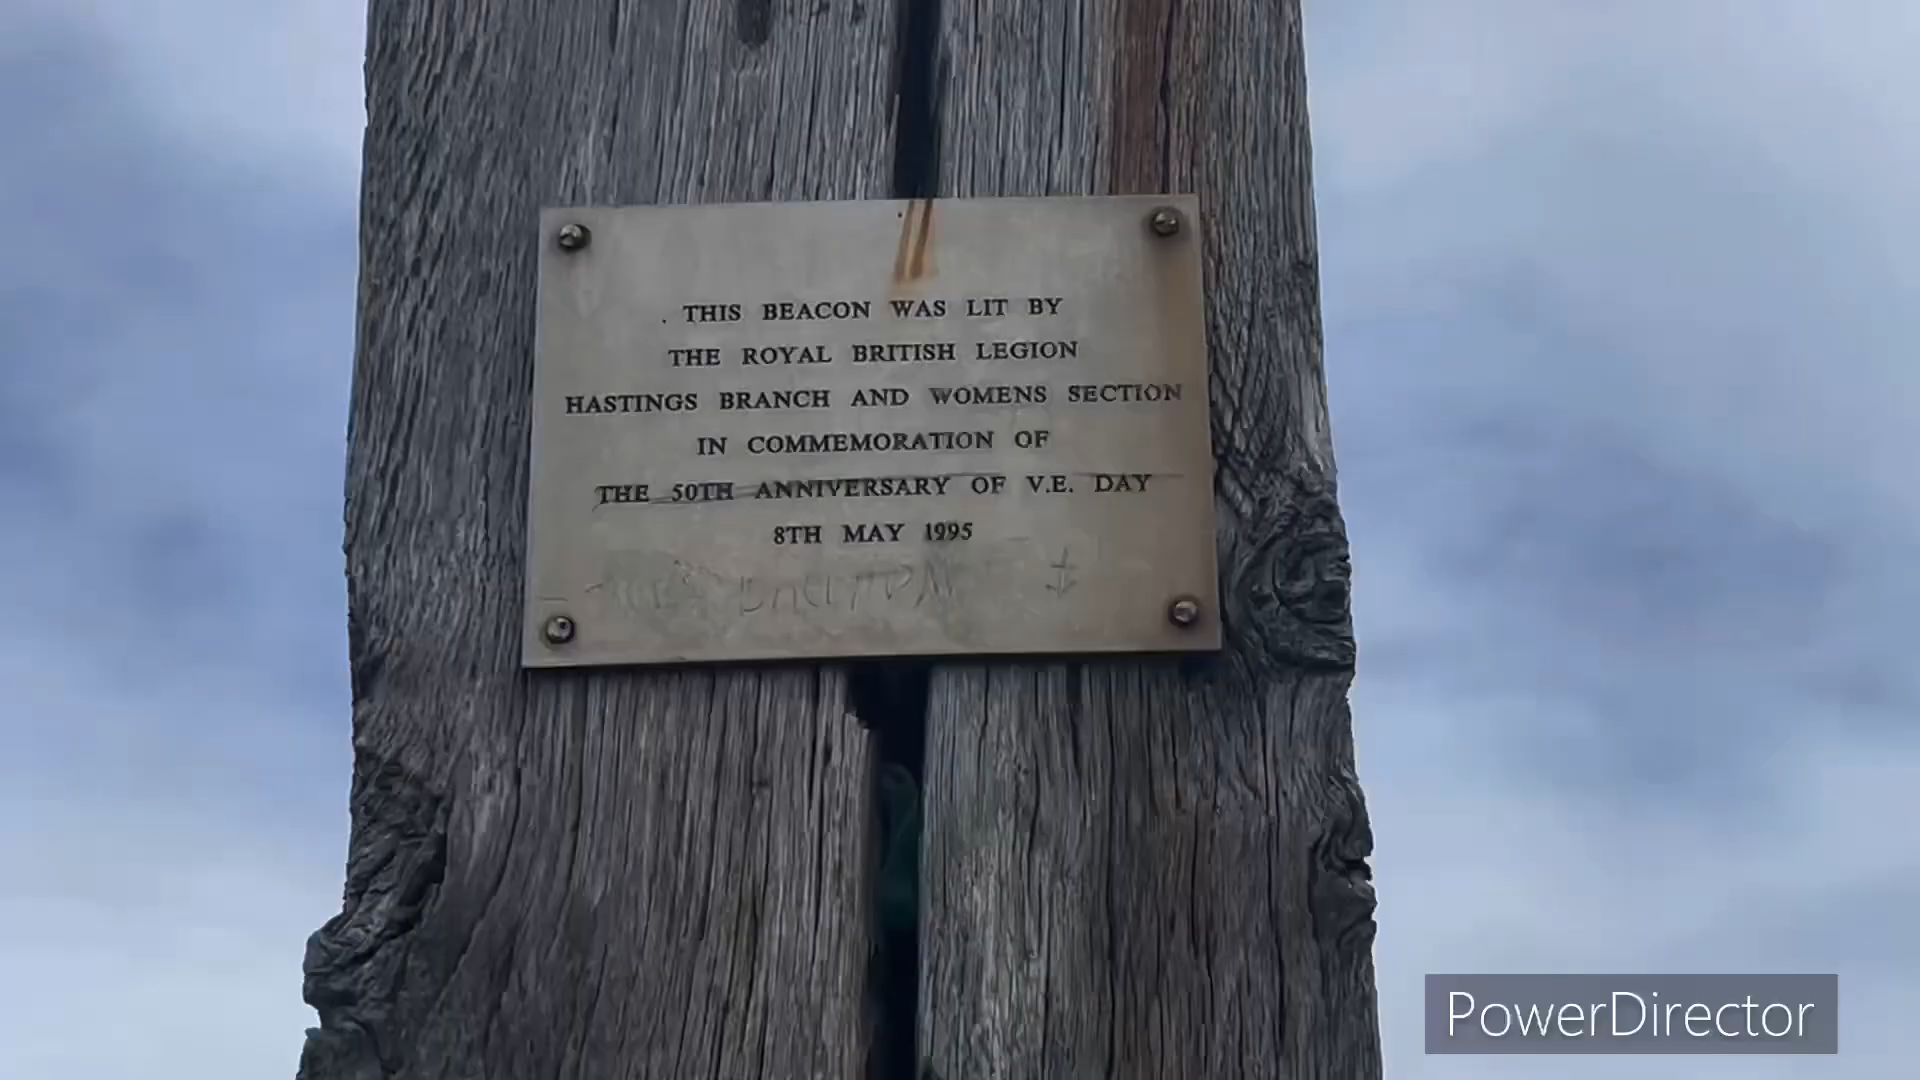 THIS BEACON WAS LIT BY
THE ROYAL BRITISH LEGION
HASTINGS BRANCH AND WOMENS SECTION
IN COMMEMORATION OF
THE 50TH ANNIVERSARY OF V.E. DAY
8TH MAY 1995
PowerDirector